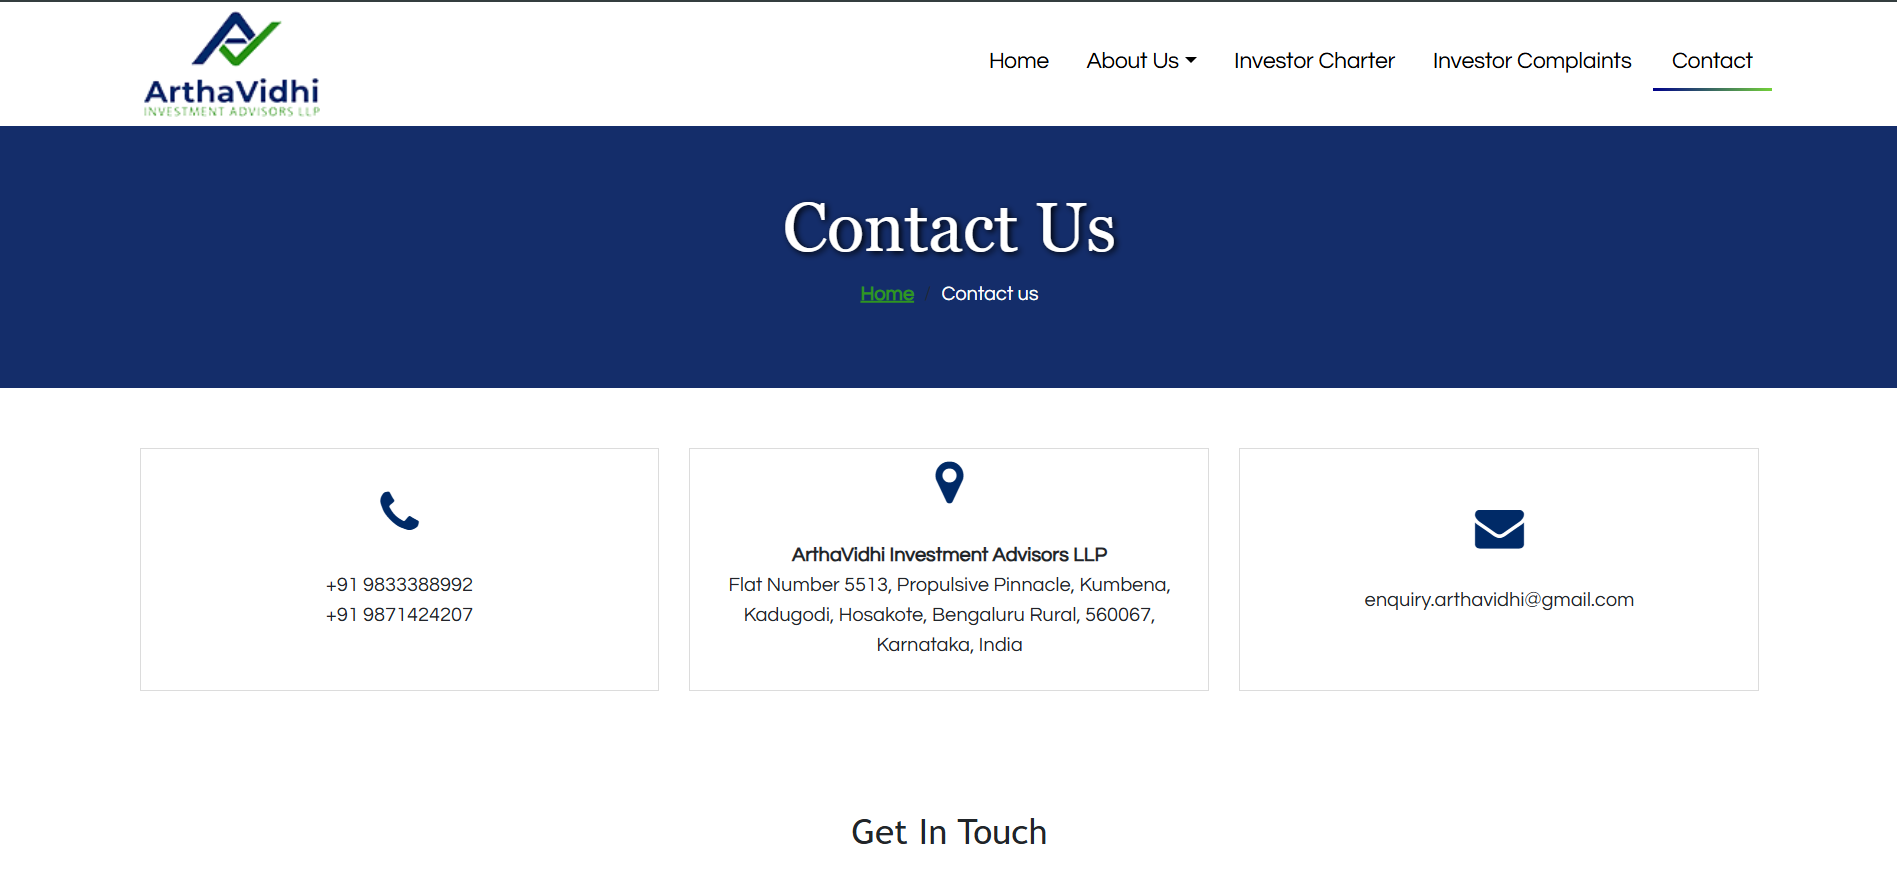 ArthaVidhi
INVESTMENT ADVISORS LLP
Home
About Us
Investor Charter
Investor Complaints
Contact
Contact Us
Home / Contact us
+91 9833388992
+91 9871424207
ArthaVidhi Investment Advisors LLP
Flat Number 5513, Propulsive Pinnacle, Kumbena,
Kadugodi, Hosakote, Bengaluru Rural, 560067,
Karnataka, India
enquiry.arthavidhi@gmail.com
Get In Touch